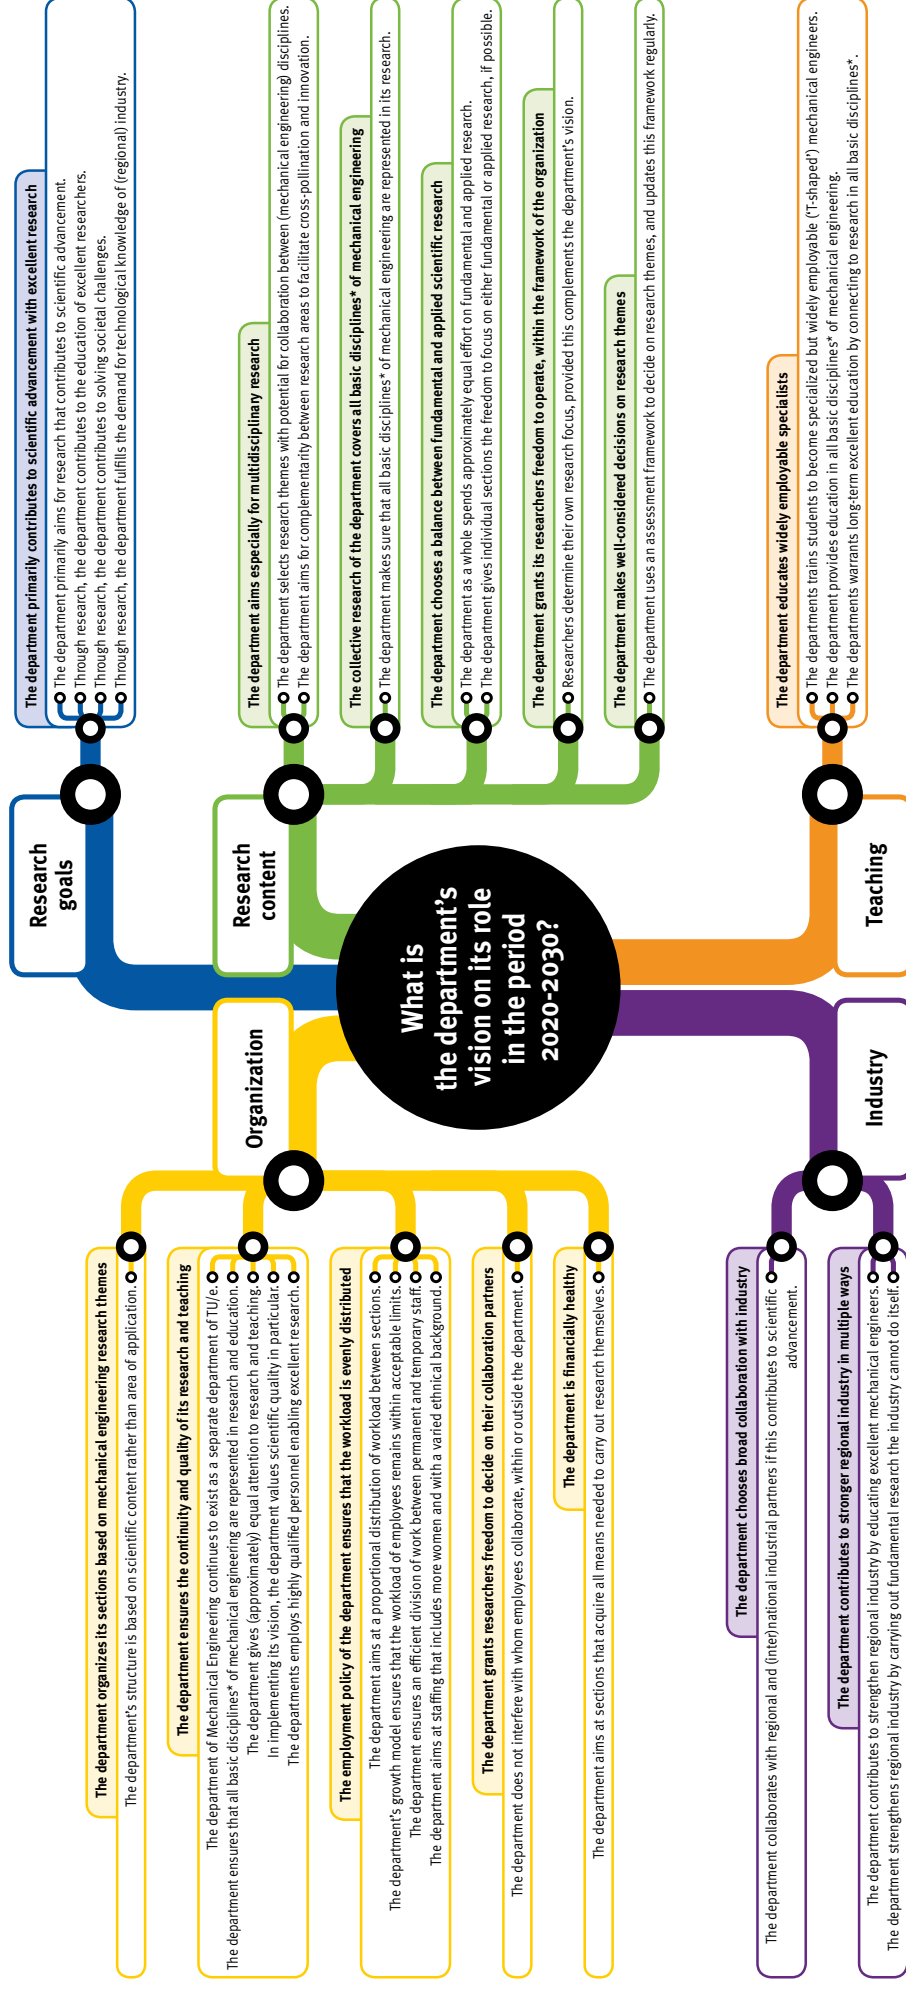 What is
the department's
vision on its role
in the period
2020-2030?
Research
goals
The department primarily contributes to scientific advancement with excellent research
The department primarily aims for research that contributes to scientific advancement.
Through research, the department contributes to the education of excellent researchers.
Through research, the department contributes to solving societal challenges.
Through research, the department fulfills the demand for technological knowledge of (regional) industry.
Research
content
The department aims especially for multidisciplinary research
The department selects research themes with potential for collaboration between (mechanical engineering) disciplines.
The department aims for complementarity between research areas to facilitate cross-pollination and innovation.
The collective research of the department covers all basic disciplines* of mechanical engineering
The department makes sure that all basic disciplines* of mechanical engineering are represented in its research.
The department chooses a balance between fundamental and applied scientific research
The department as a whole spends approximately equal effort on fundamental and applied research.
The department gives individual sections the freedom to focus on either fundamental or applied research, if possible.
The department grants its researchers freedom to operate, within the framework of the organization
Researchers determine their own research focus, provided this complements the department's vision.
The department makes well-considered decisions on research themes
The department uses an assessment framework to decide on research themes, and updates this framework regularly.
Teaching
The department educates widely employable specialists
The departments trains students to become specialized but widely employable ('T-shaped') mechanical engineers.
The department provides education in all basic disciplines* of mechanical engineering.
The departments warrants long-term excellent education by connecting to research in all basic disciplines*.
Organization
The department organizes its sections based on mechanical engineering research themes
The department's structure is based on scientific content rather than area of application.
The department ensures the continuity and quality of its research and teaching
The department of Mechanical Engineering continues to exist as a separate department of TU/e.
The department ensures that all basic disciplines* of mechanical engineering are represented in research and education.
The department gives (approximately) equal attention to research and teaching.
In implementing its vision, the department values scientific quality in particular.
The departments employs highly qualified personnel enabling excellent research.
The employment policy of the department ensures that the workload is evenly distributed
The department aims at a proportional distribution of workload between sections.
The department's growth model ensures that the workload of employees remains within acceptable limits.
The department ensures an efficient division of work between permanent and temporary staff.
The department aims at staffing that includes more women and with a varied ethnical background.
The department grants researchers freedom to decide on their collaboration partners
The department does not interfere with whom employees collaborate, within or outside the department.
The department is financially healthy
The department aims at sections that acquire all means needed to carry out research themselves.
Industry
The department chooses broad collaboration with industry
The department collaborates with regional and (inter)national industrial partners if this contributes to scientific
advancement.
The department contributes to stronger regional industry in multiple ways
The department contributes to strengthen regional industry by educating excellent mechanical engineers.
The department strengthens regional industry by carrying out fundamental research the industry cannot do itself.